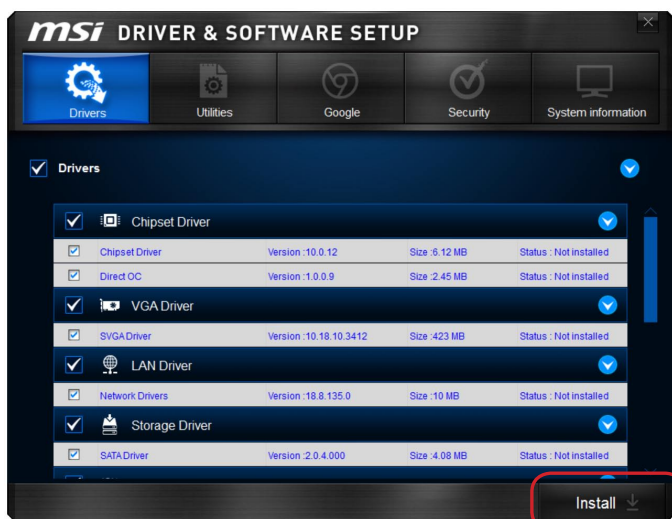 msi DRIVER & SOFTWARE SETUP
Drivers Utilities Google Security System information
Drivers
Chipset Driver
Chipset Driver Version :10.0.12 Size :6.12 MB Status : Not installed
Direct OC Version :1.0.0.9 Size :2.45 MB Status : Not installed
VGA Driver
SVGA Driver Version :10.18.10.3412 Size :423 MB Status : Not installed
LAN Driver
Network Drivers Version :18.8.135.0 Size :10 MB Status : Not installed
Storage Driver
SATA Driver Version :2.0.4.000 Size :4.08 MB Status : Not installed
Install